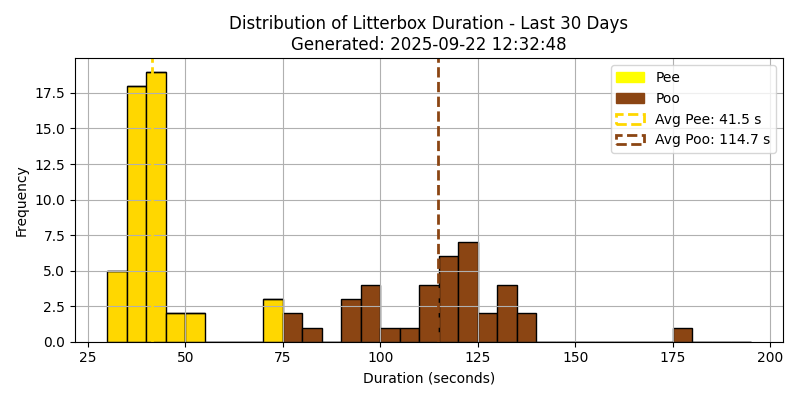 Distribution of Litterbox Duration - Last 30 Days
Generated: 2025-09-22 12:32:48
Pee
Poo
Avg Pee: 41.5 s
Avg Poo: 114.7 s
Frequency
17.5
15.0
12.5
10.0
7.5
5.0
2.5
0.0
25 50 75 100 125 150 175 200
Duration (seconds)